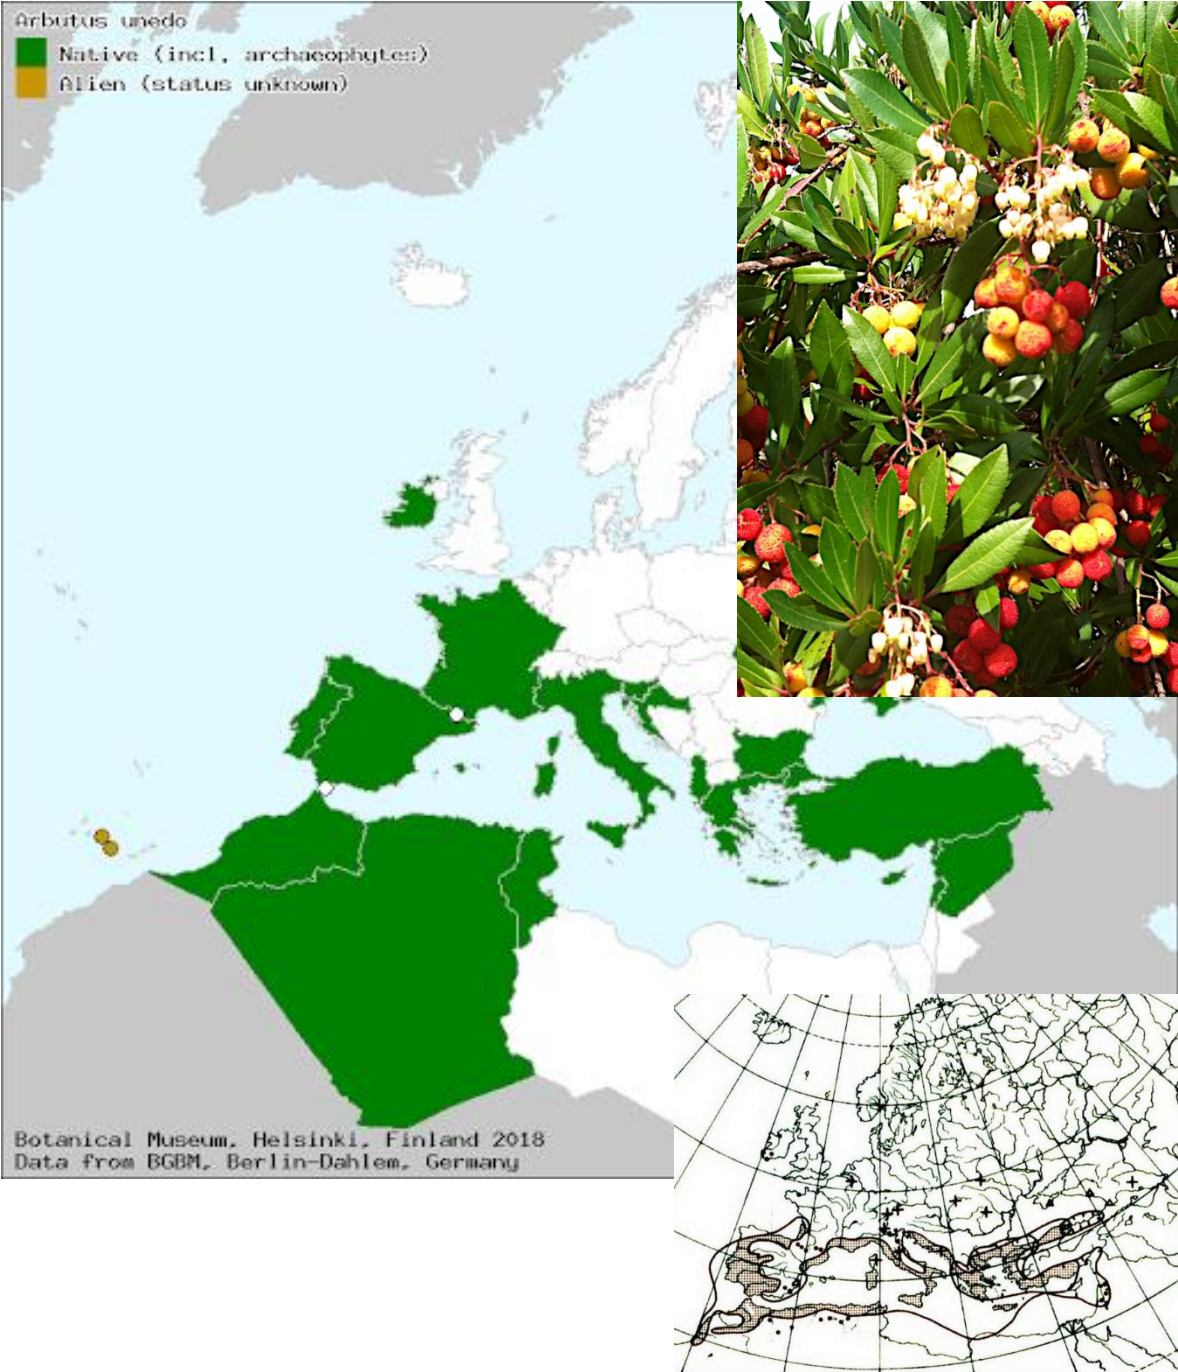 Arbutus unedo
Native (incl. archaeophytes)
Alien (status unknown)
Botanical Museum, Helsinki, Finland 2018
Data from BGBM, Berlin-Dahlem, Germany